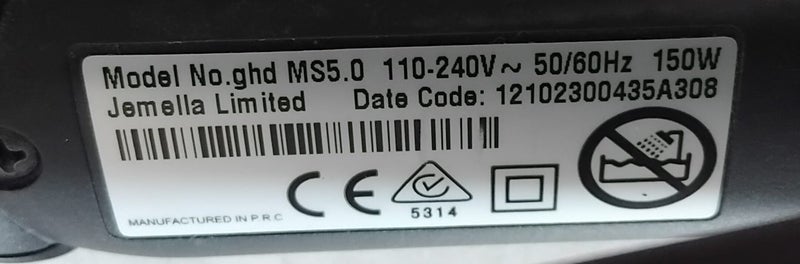 Model No.ghd MS5.0 110-240V~ 50/60Hz 150W
Jemella Limited Date Code: 12102300435A308
CE
5314
MANUFACTURED IN P.R.C